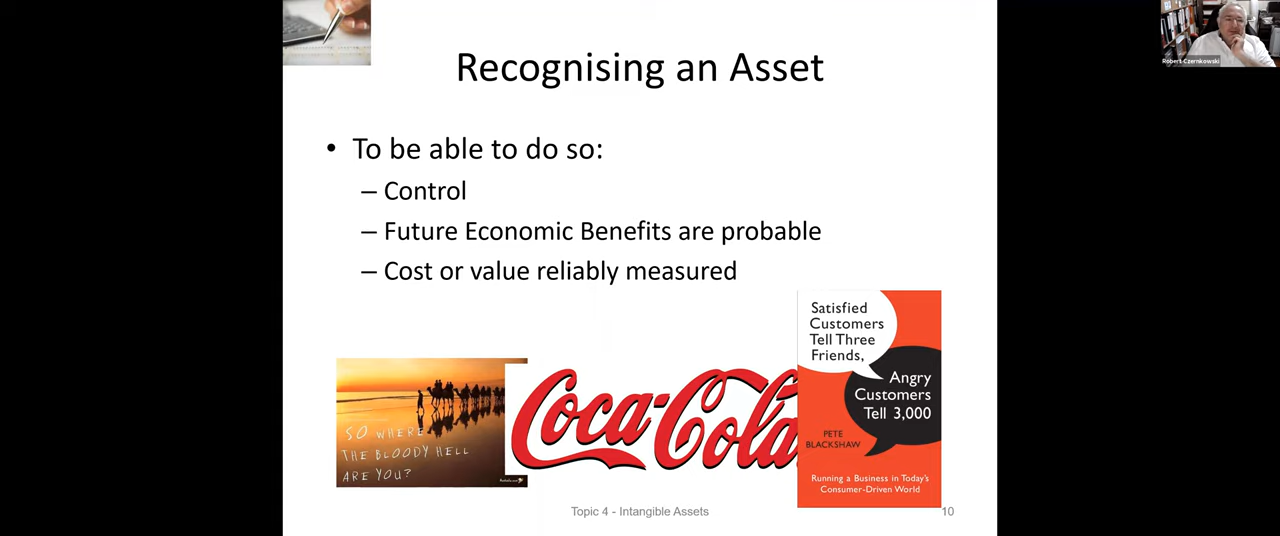 Recognising an Asset
• To be able to do so:
– Control
– Future Economic Benefits are probable
– Cost or value reliably measured
SO WHERE
THE BLOODY HELL
ARE YOU?
Coca-Cola
Satisfied
Customers
Tell Three
Friends,
Angry
Customers
Tell 3,000
PETE
BLACKSHAW
Running a Business in Today's
Consumer-Driven World
Topic 4 - Intangible Assets
10
Robert Czernkowski